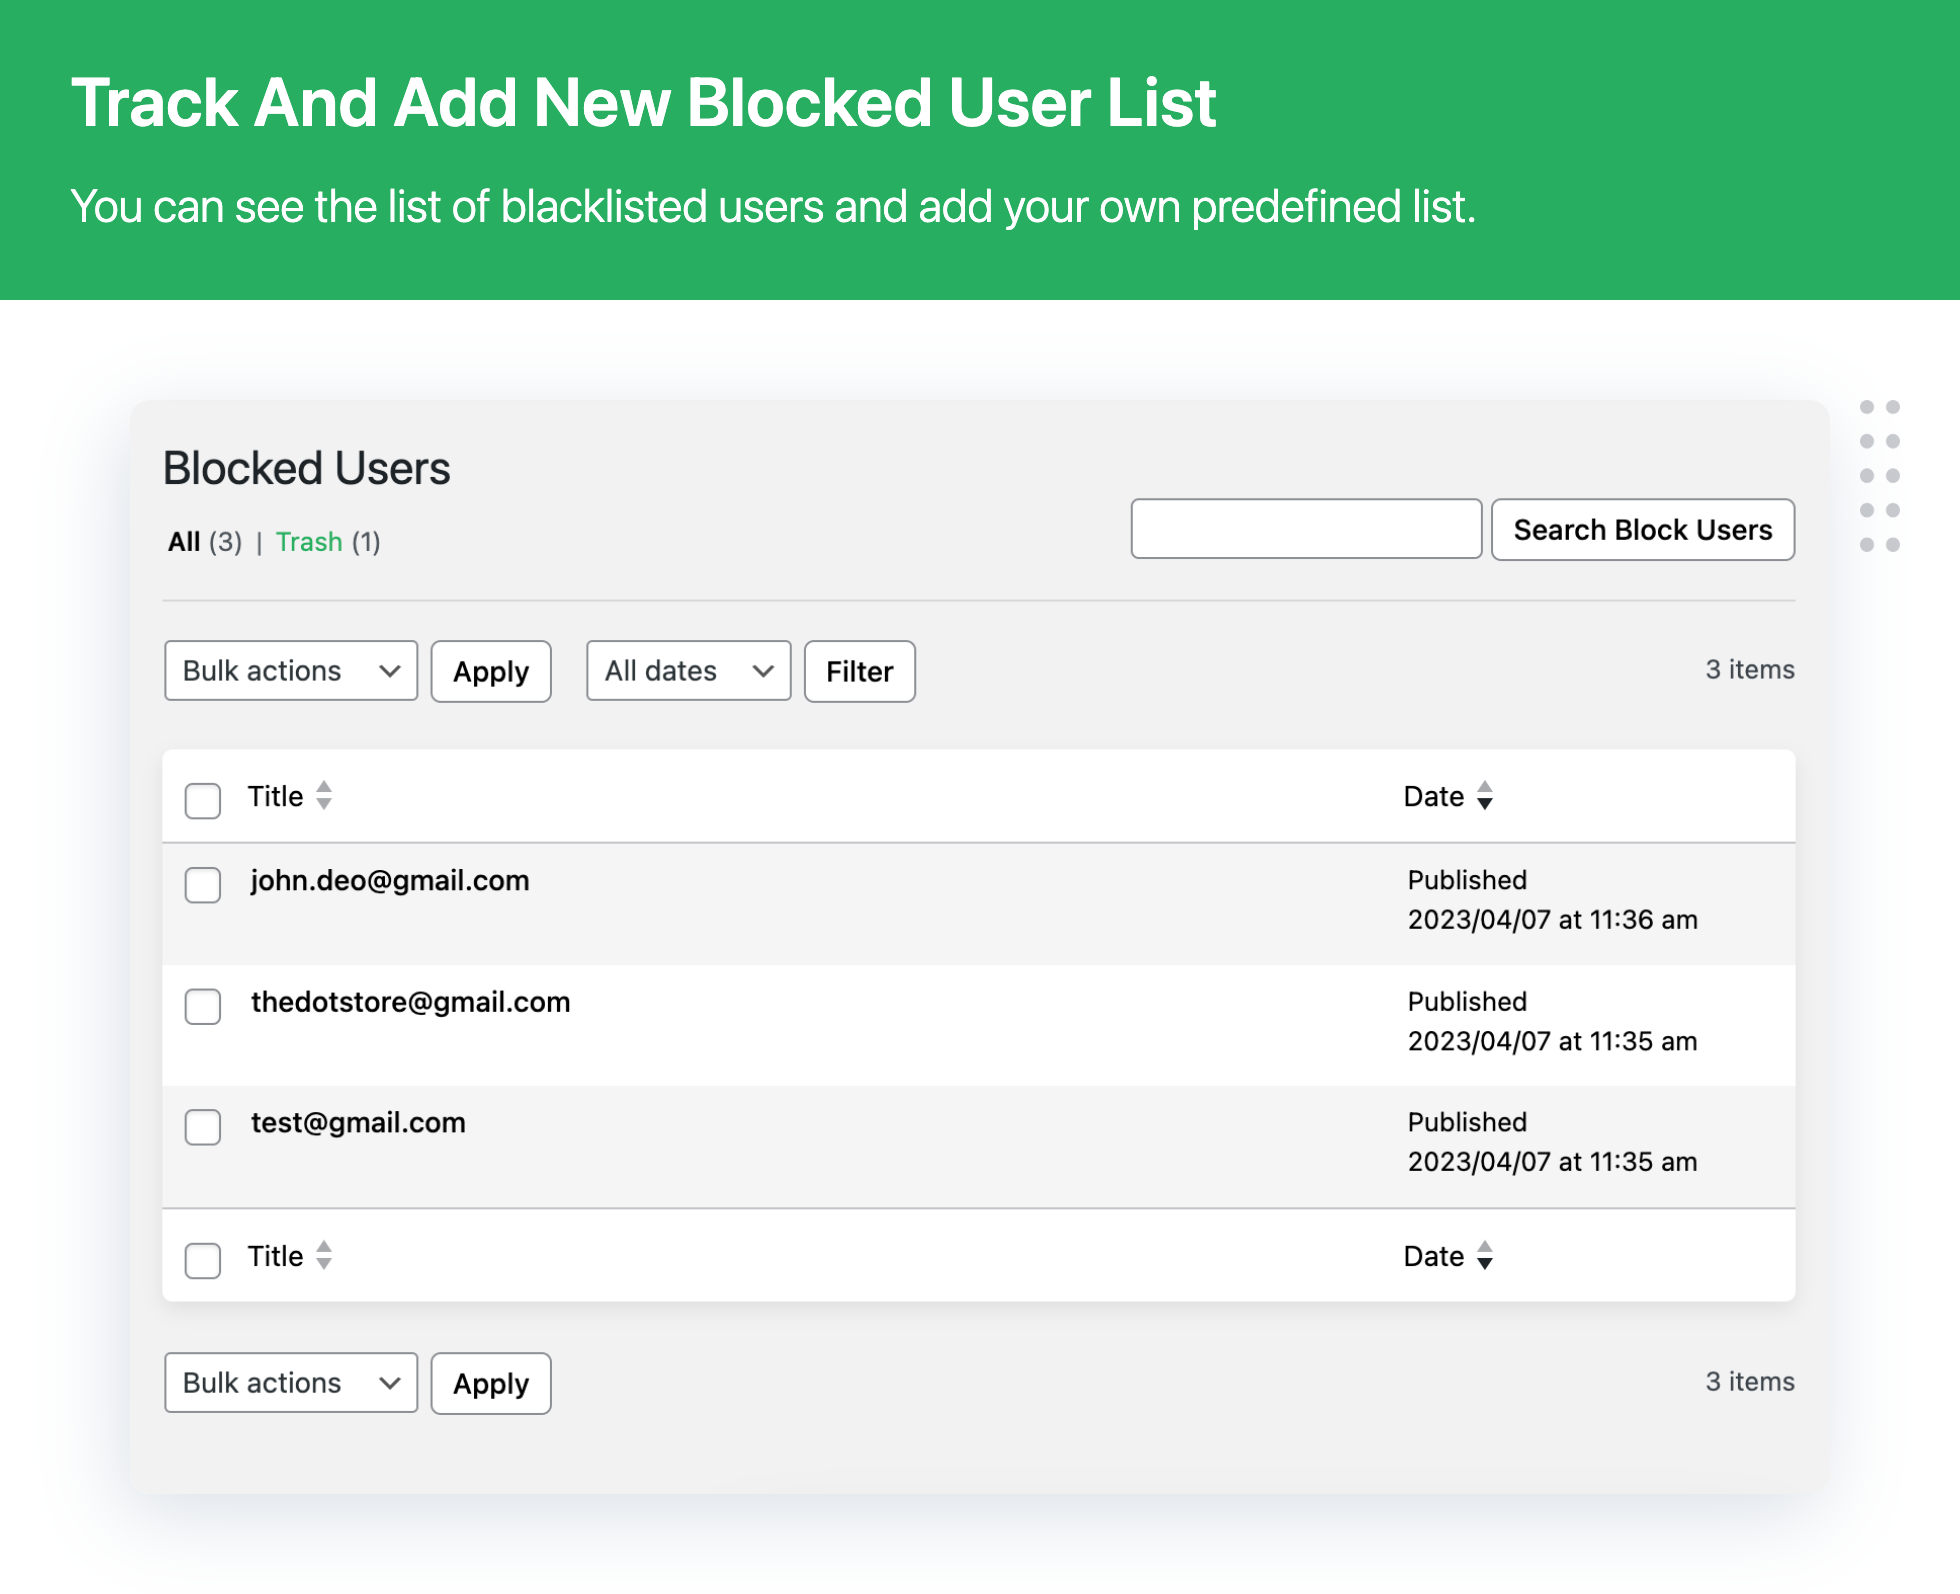 Track And Add New Blocked User List
You can see the list of blacklisted users and add your own predefined list.
Blocked Users
All (3) | Trash (1)
Search Block Users
Bulk actions Apply All dates Filter 3 items
Title Date
john.deo@gmail.com Published
2023/04/07 at 11:36 am
thedotstore@gmail.com Published
2023/04/07 at 11:35 am
test@gmail.com Published
2023/04/07 at 11:35 am
Title Date
Bulk actions Apply 3 items